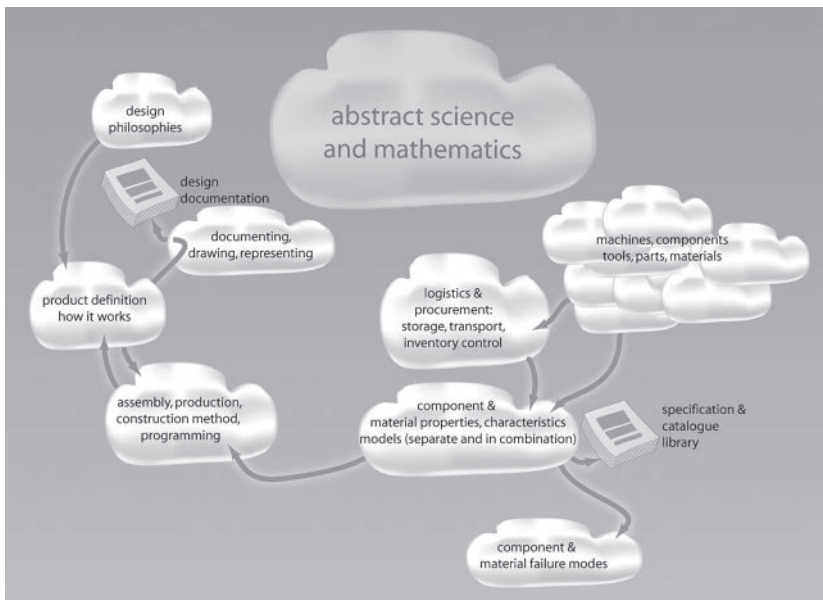 abstract science
and mathematics
design
philosophies
design
documentation
documenting,
drawing, representing
machines, components
tools, parts, materials
product definition
how it works
logistics &
procurement:
storage, transport,
inventory control
assembly, production,
construction method,
programming
component &
material properties, characteristics
models (separate and in combination)
specification &
catalogue
library
component &
material failure modes